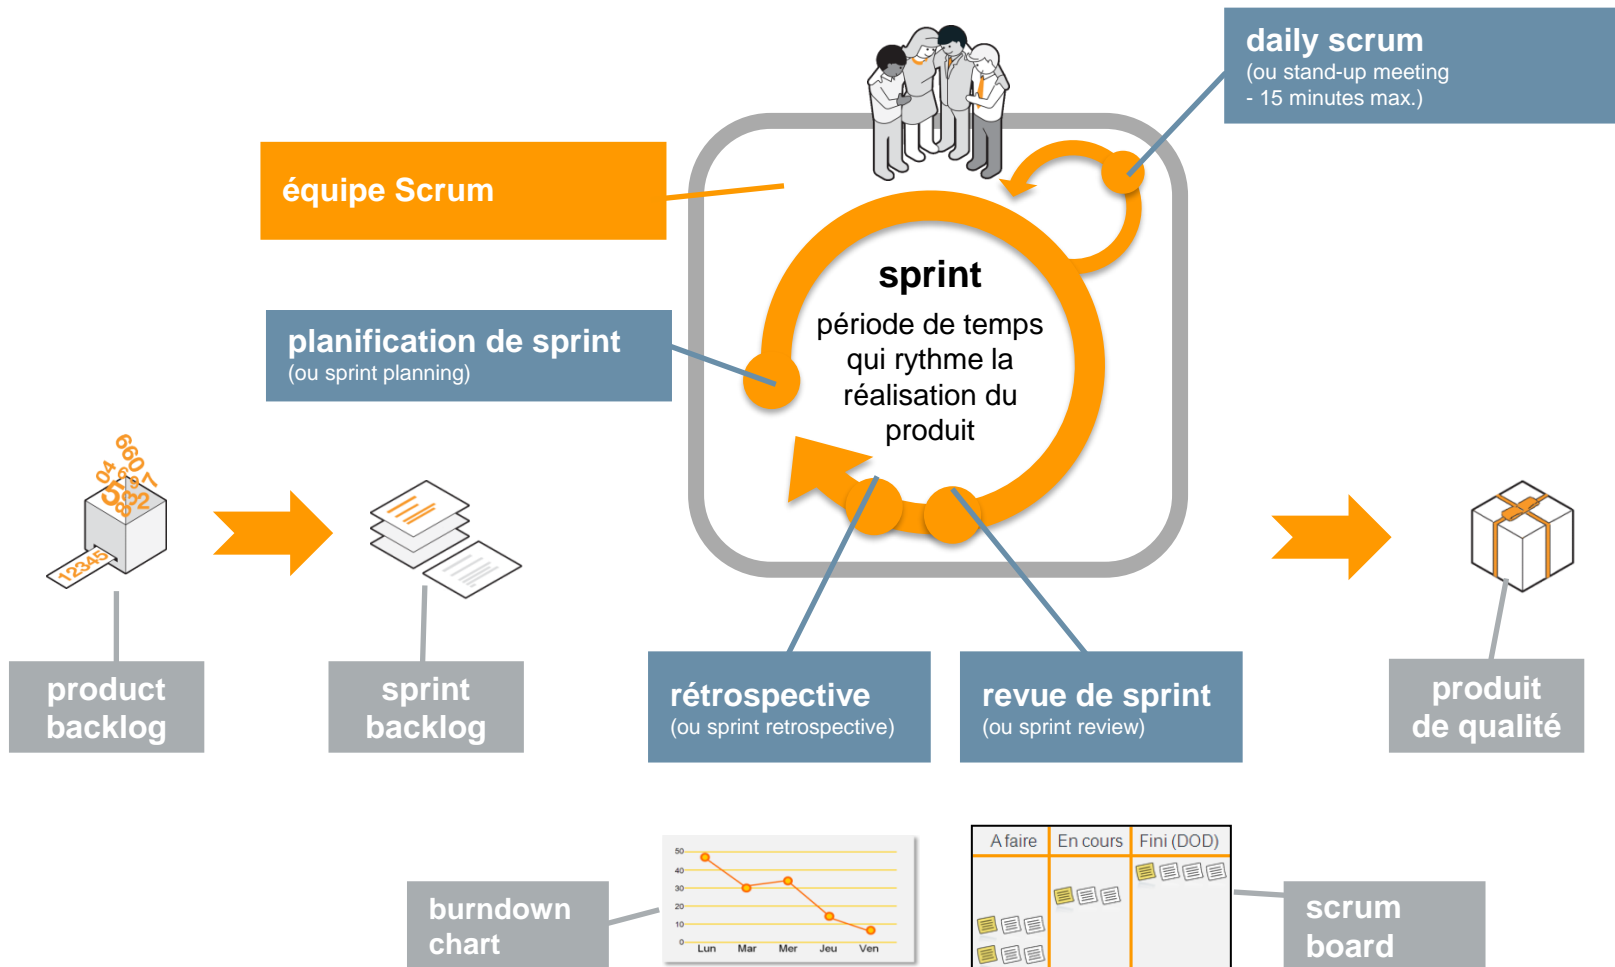 daily scrum
(ou stand-up meeting
- 15 minutes max.)
équipe Scrum
sprint
période de temps
qui rythme la
réalisation du
produit
planification de sprint
(ou sprint planning)
12345
product
backlog
sprint
backlog
rétrospective
(ou sprint retrospective)
revue de sprint
(ou sprint review)
produit
de qualité
burndown
chart
50
40
30
20
10
0
Lun Mar Mer Jeu Ven
A faire En cours Fini (DOD)
scrum
board